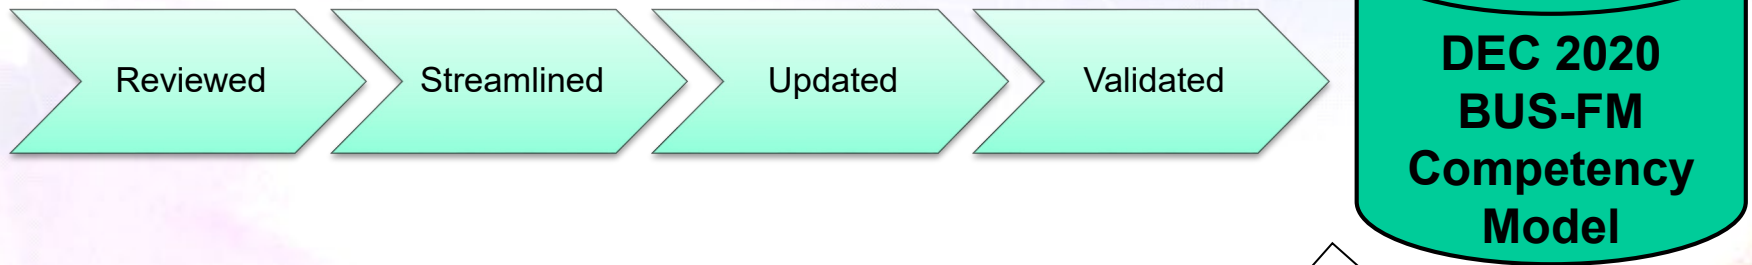 Reviewed
Streamlined
Updated
Validated
DEC 2020
BUS-FM
Competency
Model